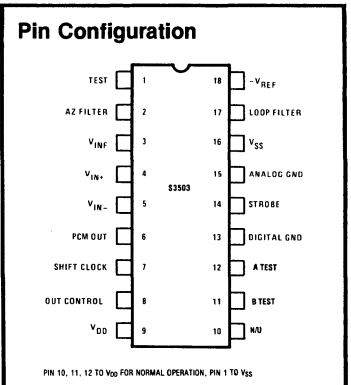 Pin Configuration
TEST 1 18 -VREF
AZ FILTER 2 17 LOOP FILTER
VINF 3 16 VSS
VIN+ 4 15 ANALOG GND
S3503
VIN- 5 14 STROBE
PCM OUT 6 13 DIGITAL GND
SHIFT CLOCK 7 12 A TEST
OUT CONTROL 8 11 B TEST
VDD 9 10 N/U
PIN 10, 11, 12 TO VDD FOR NORMAL OPERATION, PIN 1 TO VSS